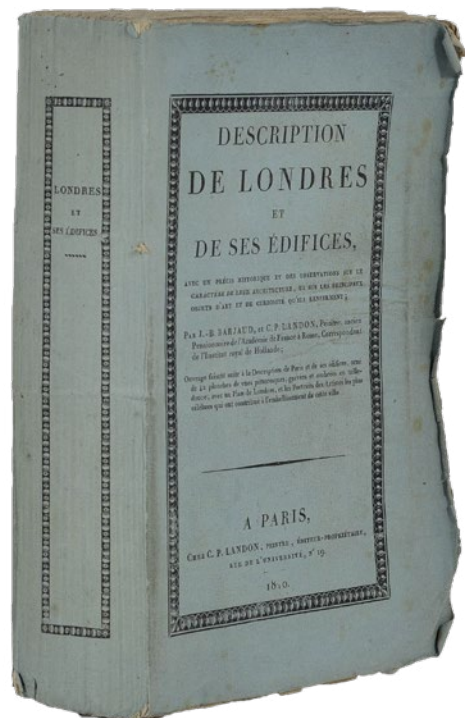 LONDRES
ET
SES ÉDIFICES
DESCRIPTION
DE LONDRES
ET
DE SES ÉDIFICES,
AVEC UN PRÉCIS HISTORIQUE ET DES OBSERVATIONS SUR LE
CARACTÈRE DE LEUR ARCHITECTURE, ET SUR LES PRINCIPAUX
OBJETS D'ART ET DE CURIOSITÉ QU'ILS RENFERMENT;
PAR J.-B. BARJAUD, ET C. P. LANDON, Peintre, ancien
Pensionnaire de l'Académie de France à Rome, Correspondant
de l'Institut royal de Hollande;
Ouvrage faisant suite à la Description de Paris et de ses édifices, orné
de 42 planches de vues pittoresques, gravées et ombrées en taille-
douce, avec un Plan de Londres, et les Portraits des Artistes les plus
célèbres qui ont contribué à l'embellissement de cette ville.
A PARIS,
CHEZ C. P. LANDON, PEINTRE, ÉDITEUR-PROPRIÉTAIRE,
RUE DE L'UNIVERSITÉ, N° 19.
1810.